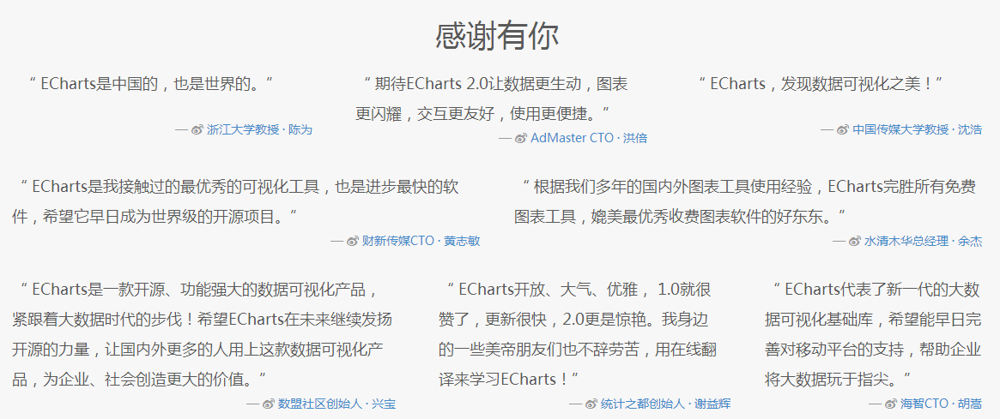 感谢有你
“ ECharts是中国的，也是世界的。”
— 浙江大学教授 · 陈为
“ 期待ECharts 2.0让数据更生动，图表
更闪耀，交互更友好，使用更便捷。”
— AdMaster CTO · 洪倍
“ ECharts，发现数据可视化之美！”
— 中国传媒大学教授 · 沈浩
“ ECharts是我接触过的最优秀的可视化工具，也是进步最快的软
件，希望它早日成为世界级的开源项目。”
— 财新传媒CTO · 黄志敏
“ 根据我们多年的国内外图表工具使用经验，ECharts完胜所有免费
图表工具，媲美最优秀收费图表软件的好东东。”
— 水清木华总经理 · 余杰
“ ECharts是一款开源、功能强大的数据可视化产品，
紧跟着大数据时代的步伐！希望ECharts在未来继续发扬
开源的力量，让国内外更多的人用上这款数据可视化产
品，为企业、社会创造更大的价值。”
— 数盟社区创始人 · 兴宝
“ ECharts开放、大气、优雅， 1.0就很
赞了，更新很快，2.0更是惊艳。我身边
的一些美帝朋友们也不辞劳苦，用在线翻
译来学习ECharts！”
— 统计之都创始人 · 谢益辉
“ ECharts代表了新一代的大数
据可视化基础库，希望能早日完
善对移动平台的支持，帮助企业
将大数据玩于指尖。”
— 海智CTO · 胡嵩